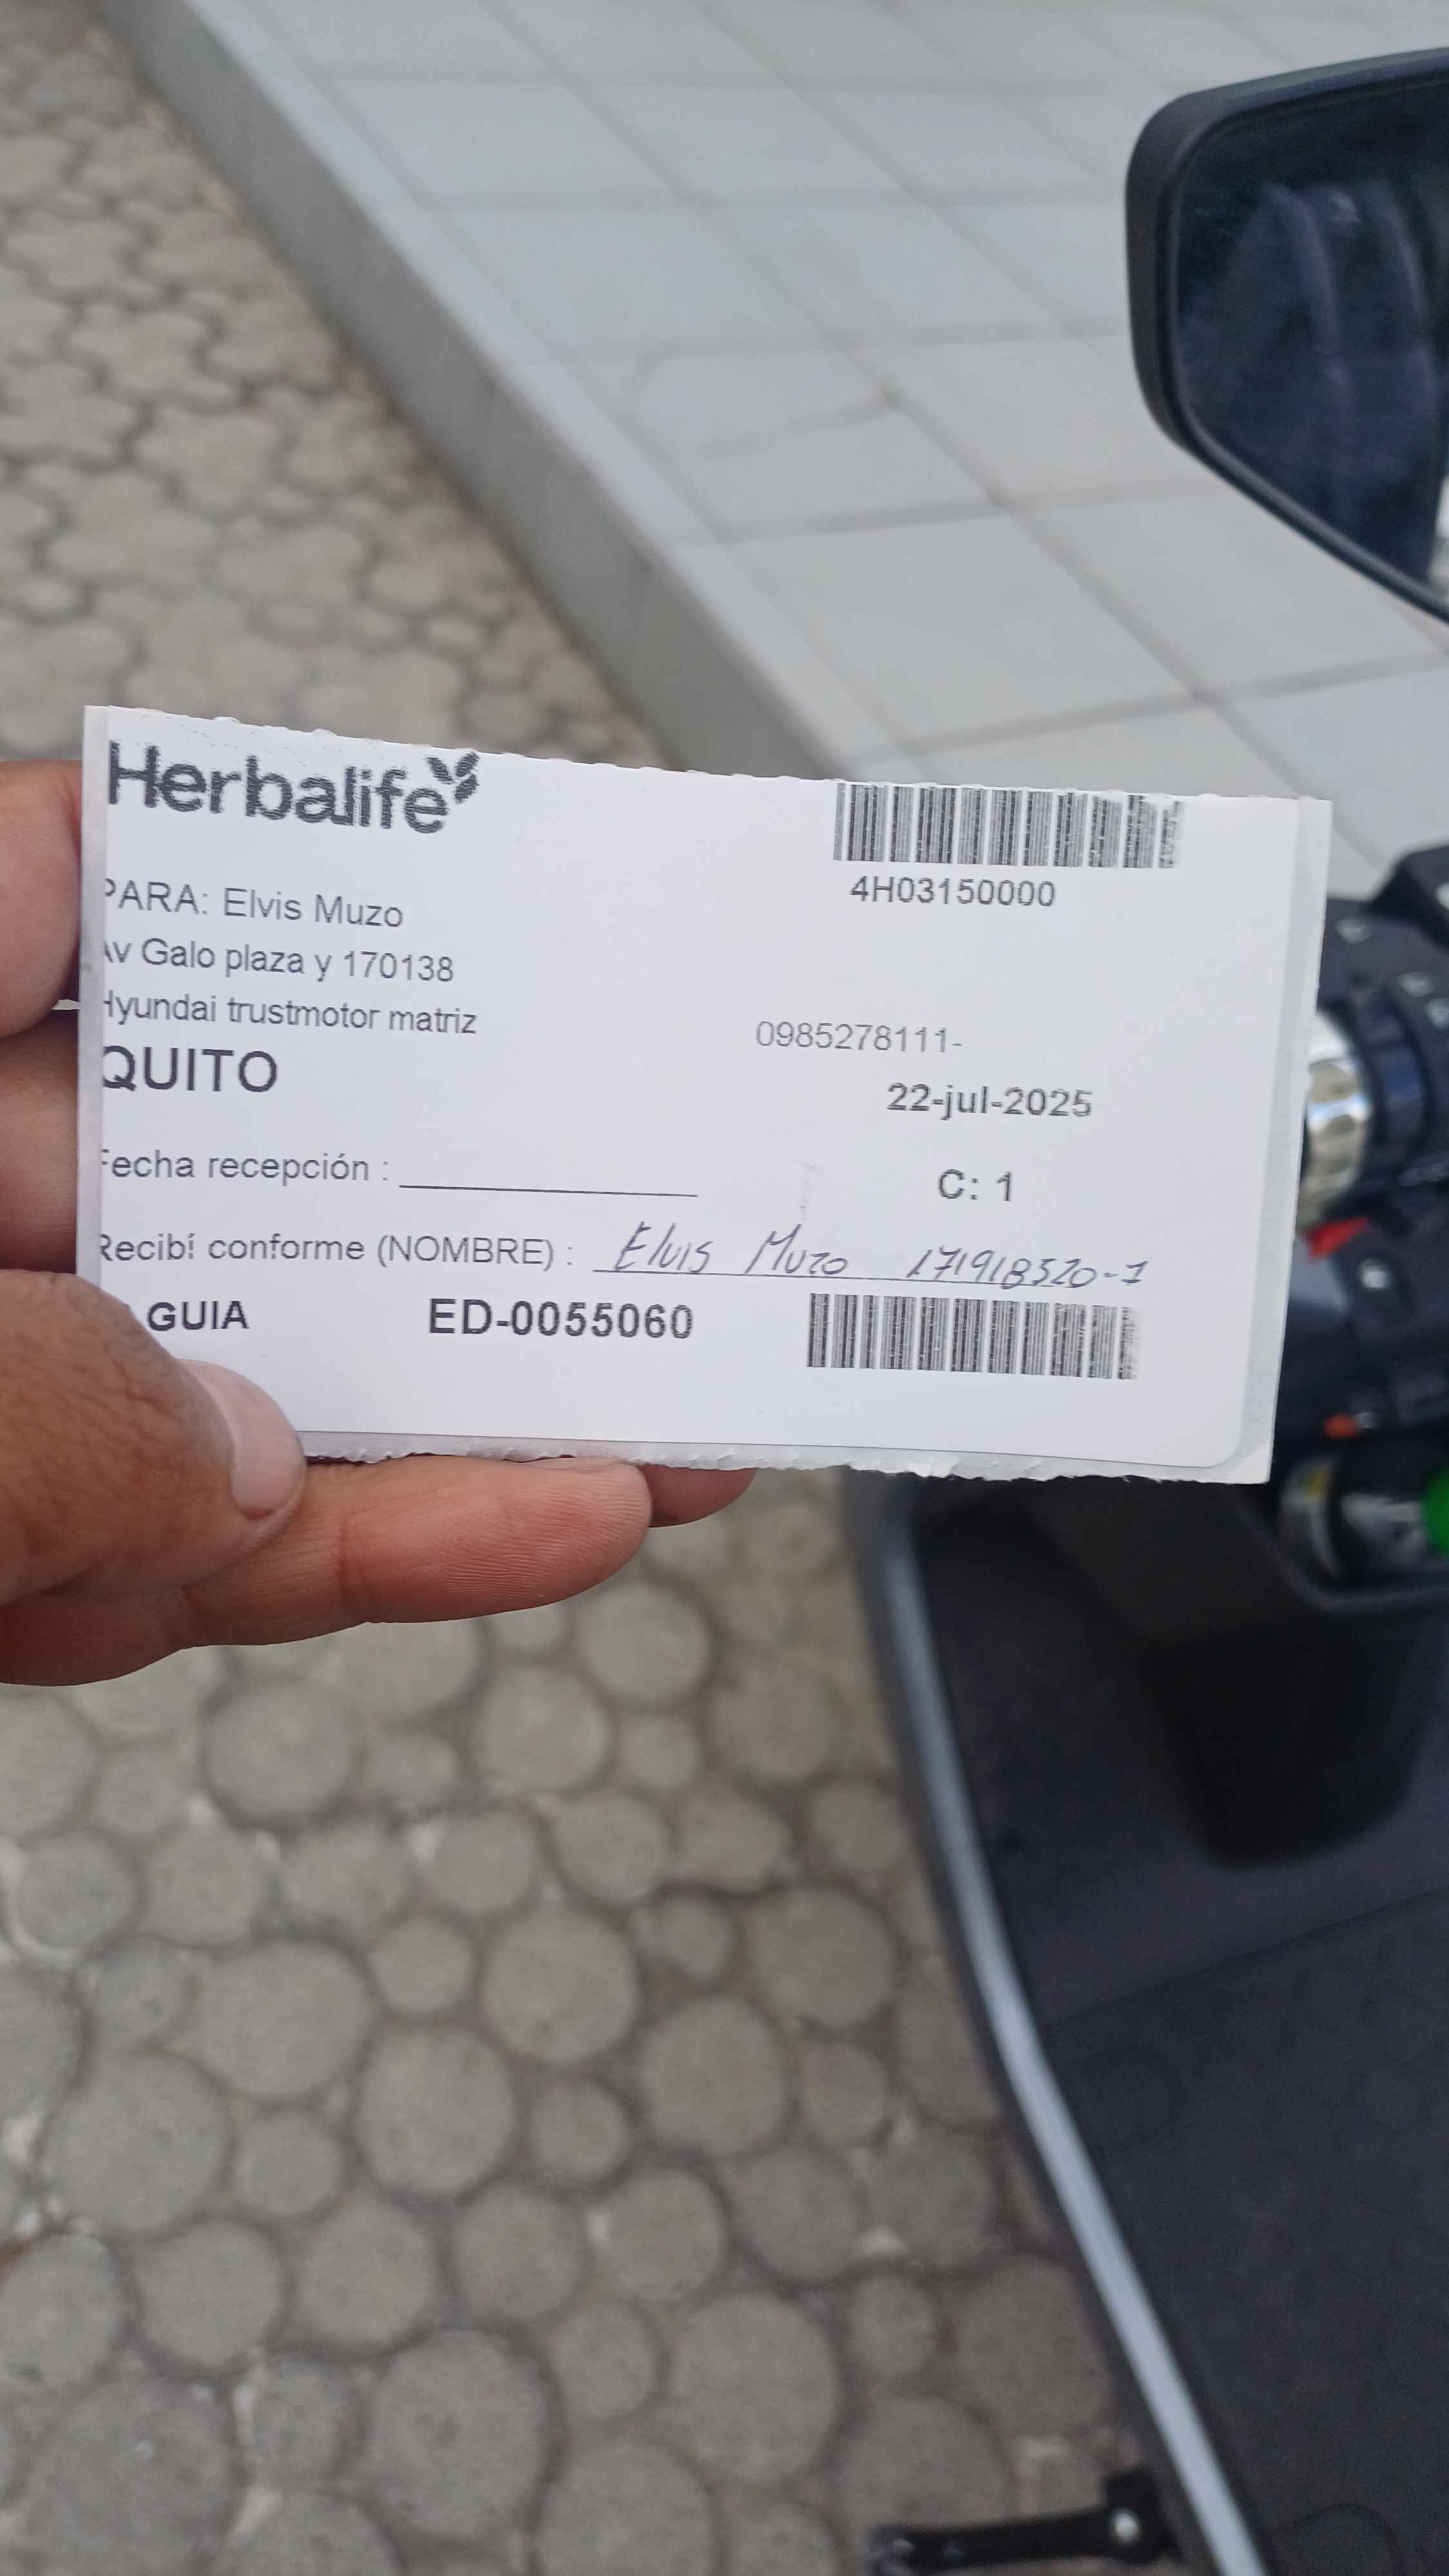 Herbalife
4H03150000
PARA: Elvis Muzo
Av Galo plaza y 170138
Hyundai trustmotor matriz
0985278111-
QUITO
22-jul-2025
Fecha recepción :
C: 1
Recibí conforme (NOMBRE) : Elvis Muzo 171918520-1
GUIA ED-0055060